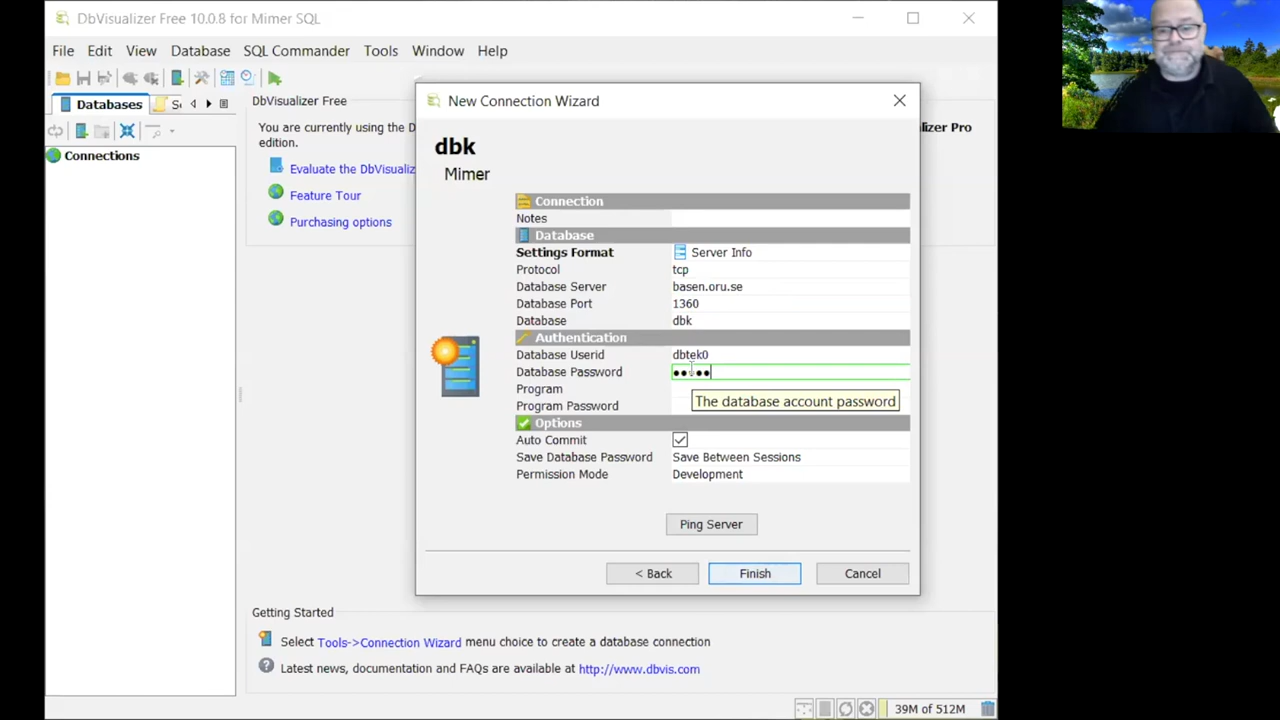 DbVisualizer Free 10.0.8 for Mimer SQL
File Edit View Database SQL Commander Tools Window Help
Databases
DbVisualizer Free
You are currently using the D
lizer Pro
edition.
Connections
Evaluate the DbVisualiz
Feature Tour
Purchasing options
New Connection Wizard
dbk
Mimer
Connection
Notes
Database
Settings Format Server Info
Protocol tcp
Database Server basen.oru.se
Database Port 1360
Database dbk
Authentication
Database Userid dbtek0
Database Password
Program
The database account password
Program Password
Options
Auto Commit
Save Database Password Save Between Sessions
Permission Mode Development
Ping Server
< Back Finish Cancel
Getting Started
Select Tools->Connection Wizard menu choice to create a database connection
Latest news, documentation and FAQs are available at http://www.dbvis.com
39M of 512M